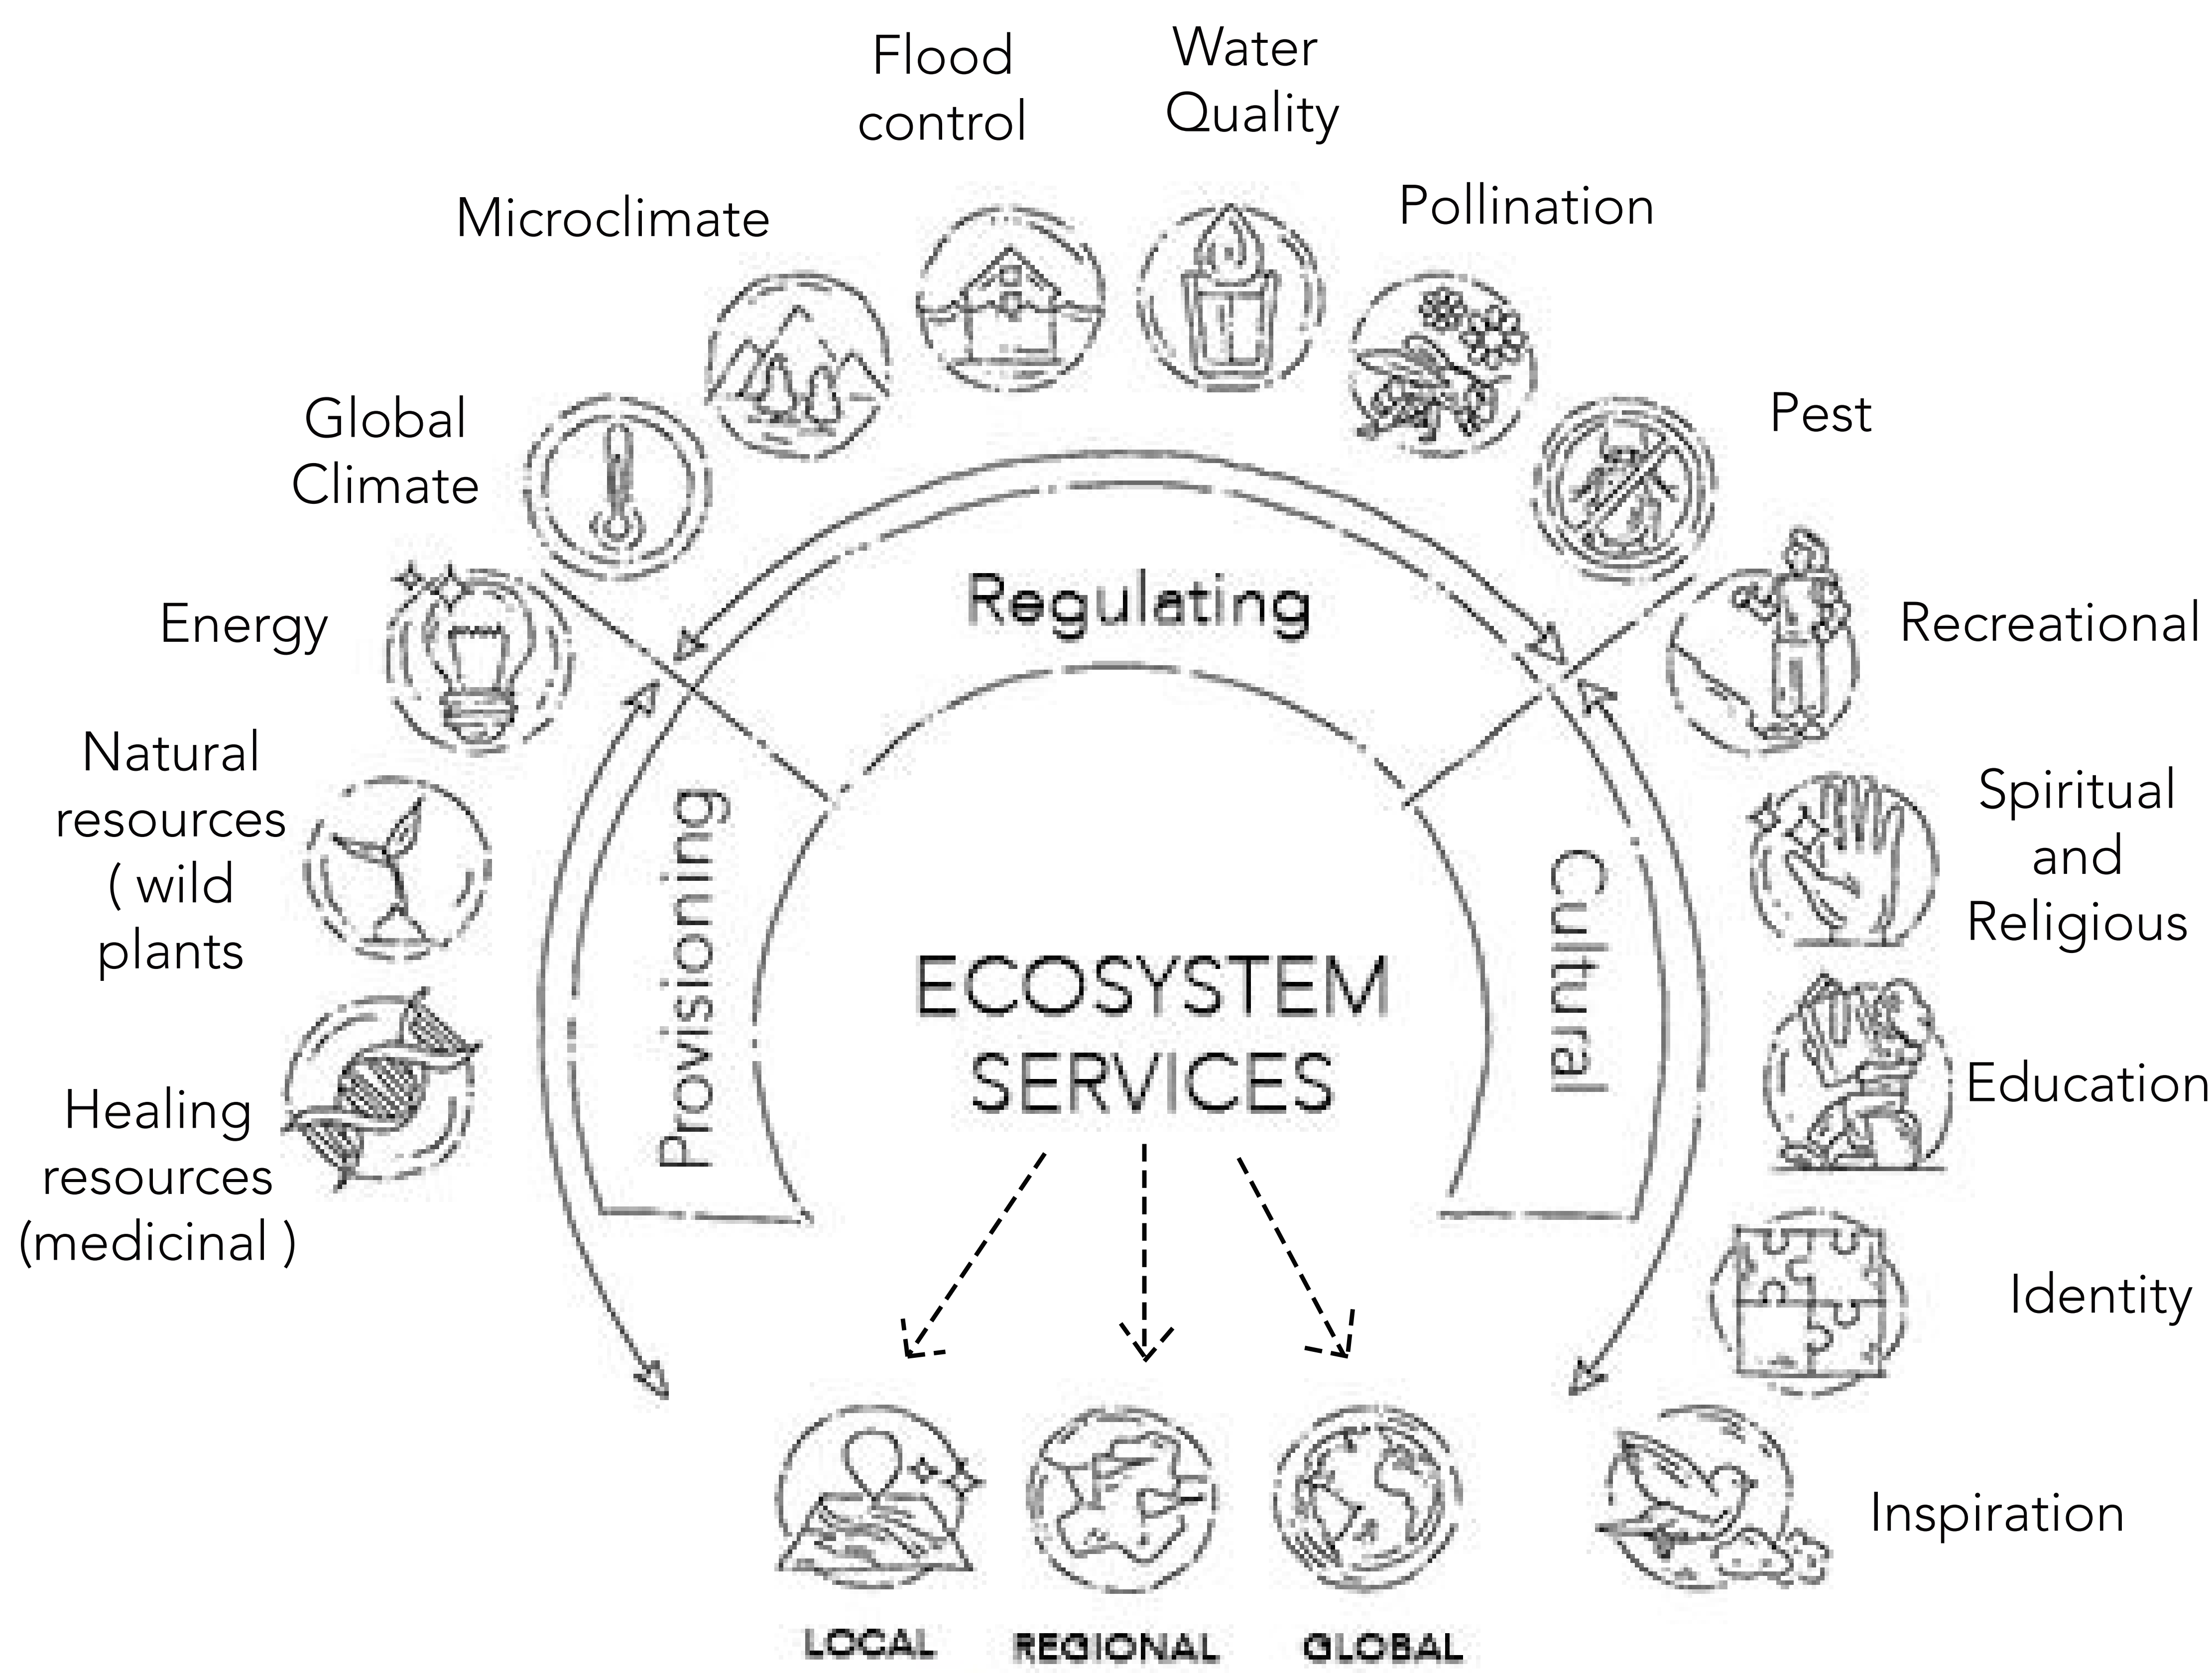 Flood
control
Water
Quality
Microclimate
Pollination
Global
Climate
Pest
Energy
Regulating
Recreational
Natural
resources
( wild
plants
Provisioning
Cultural
Spiritual
and
Religious
ECOSYSTEM
SERVICES
Education
Healing
resources
(medicinal )
Identity
Inspiration
LOCAL
REGIONAL
GLOBAL